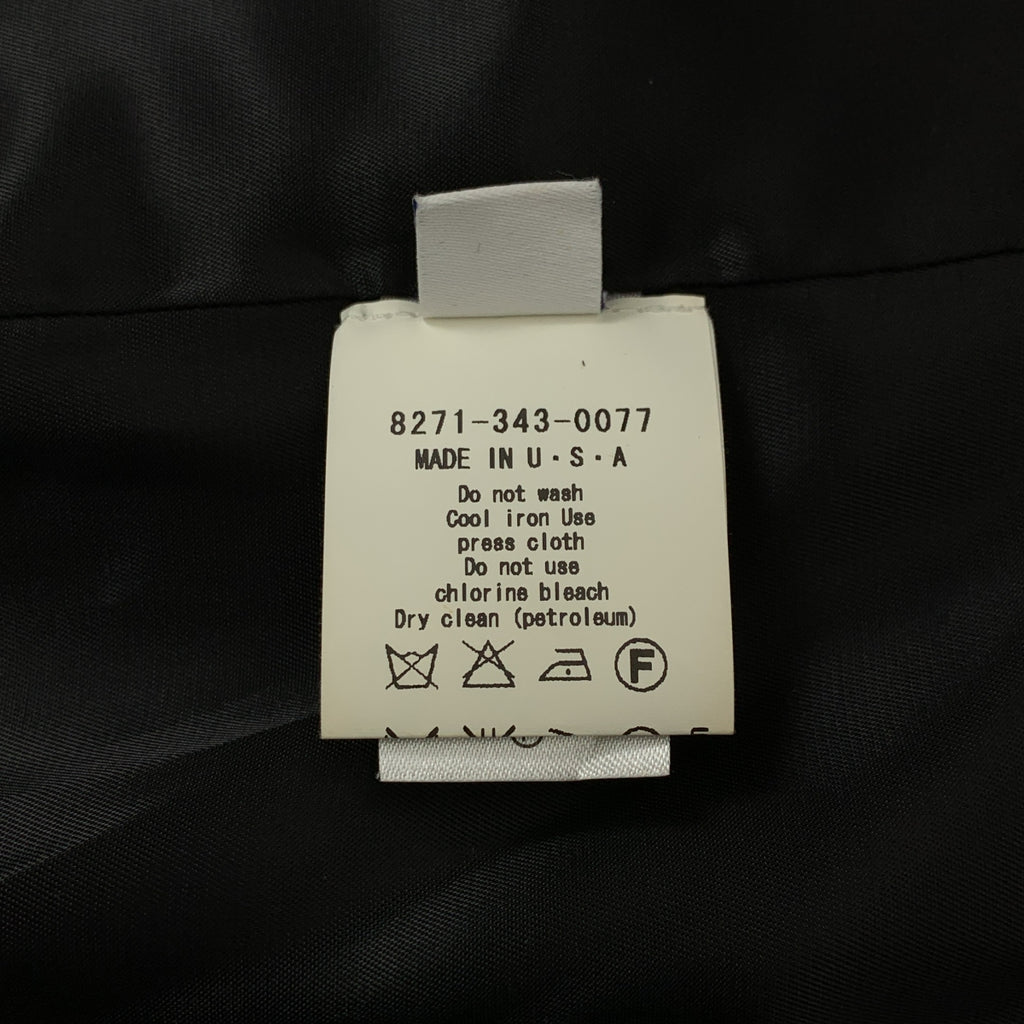 8271-343-0077
MADE IN U・S・A
Do not wash
Cool iron Use
press cloth
Do not use
chlorine bleach
Dry clean (petroleum)
F